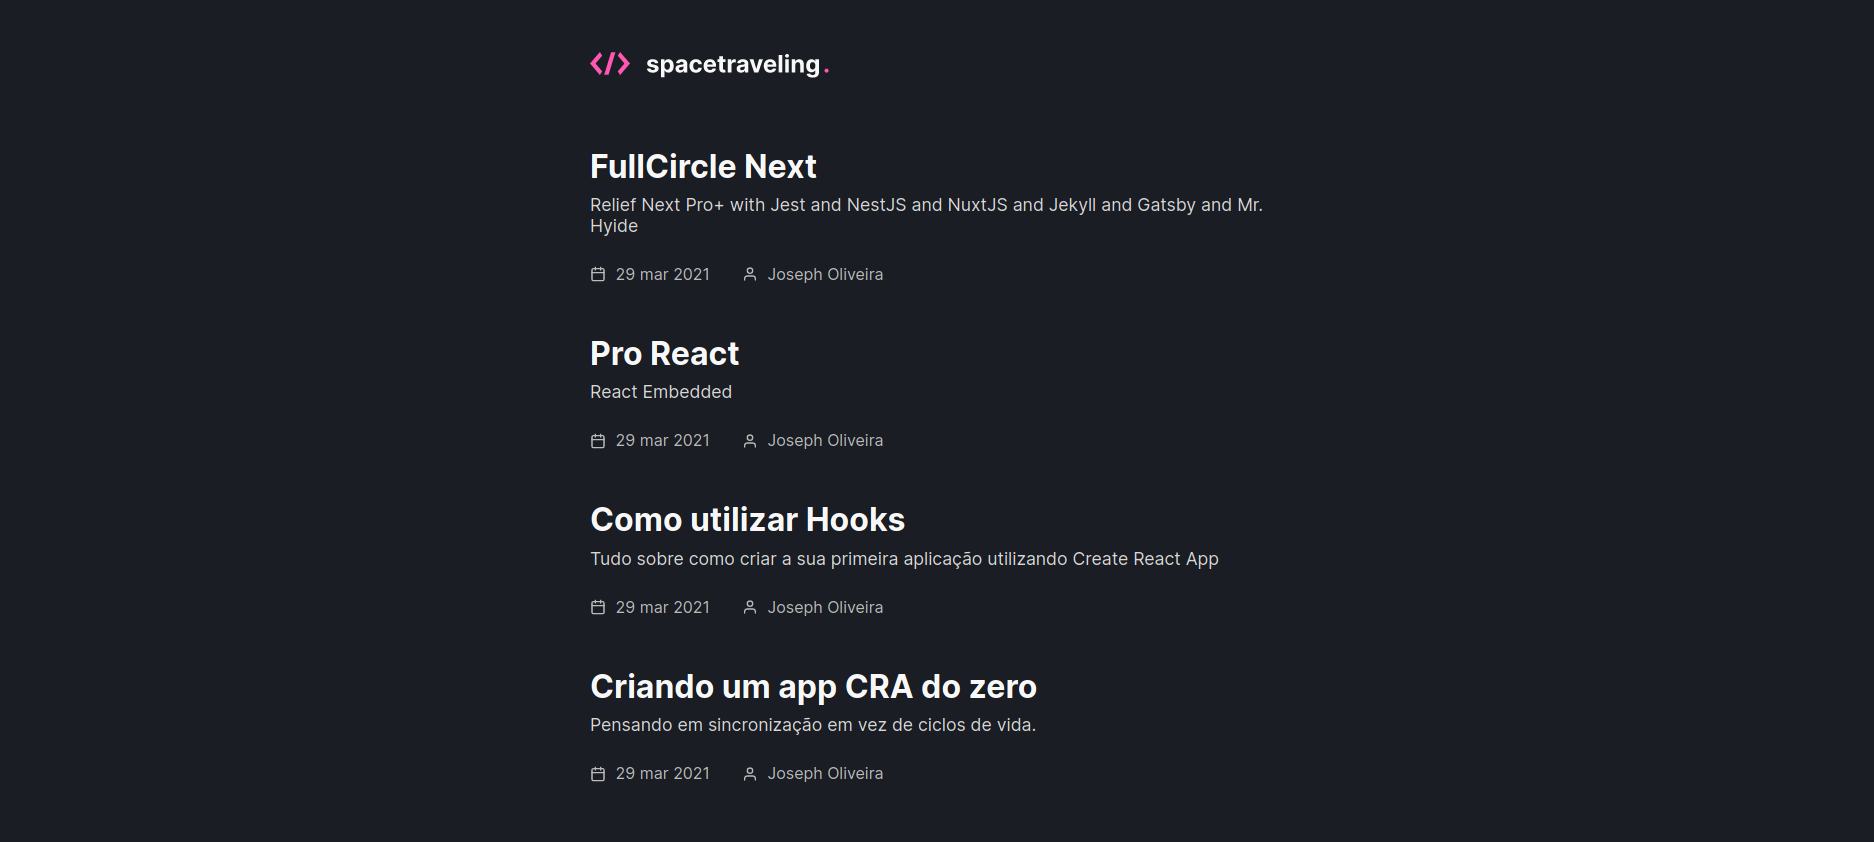 </> spacetraveling.
FullCircle Next
Relief Next Pro+ with Jest and NestJS and NuxtJS and Jekyll and Gatsby and Mr.
Hyide
29 mar 2021 Joseph Oliveira
Pro React
React Embedded
29 mar 2021 Joseph Oliveira
Como utilizar Hooks
Tudo sobre como criar a sua primeira aplicação utilizando Create React App
29 mar 2021 Joseph Oliveira
Criando um app CRA do zero
Pensando em sincronização em vez de ciclos de vida.
29 mar 2021 Joseph Oliveira